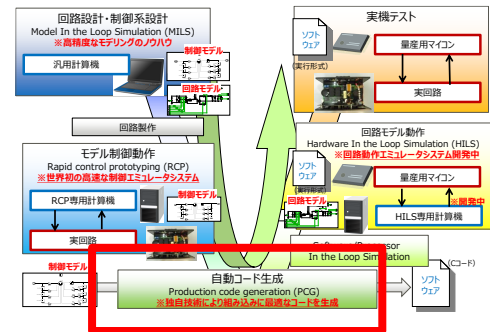 回路設計・制御系設計
Model In the Loop Simulation (MILS)
※高精度なモデリングのノウハウ
汎用計算機
制御モデル
回路モデル
回路製作
モデル制御動作
Rapid control prototyping (RCP)
※世界初の高速な制御エミュレータシステム
RCP専用計算機
制御モデル
実回路
制御モデル
自動コード生成
Production code generation (PCG)
※独自技術により組み込みに最適なコードを生成
(Cコード)
ソフト
ウェア
In the Loop Simulation
回路モデル動作
Hardware In the Loop Simulation (HILS)
※回路動作エミュレータシステム開発中
ソフト
ウェア
(実行形式)
量産用マイコン
回路モデル
※開発中
HILS専用計算機
実機テスト
ソフト
ウェア
(実行形式)
量産用マイコン
実回路